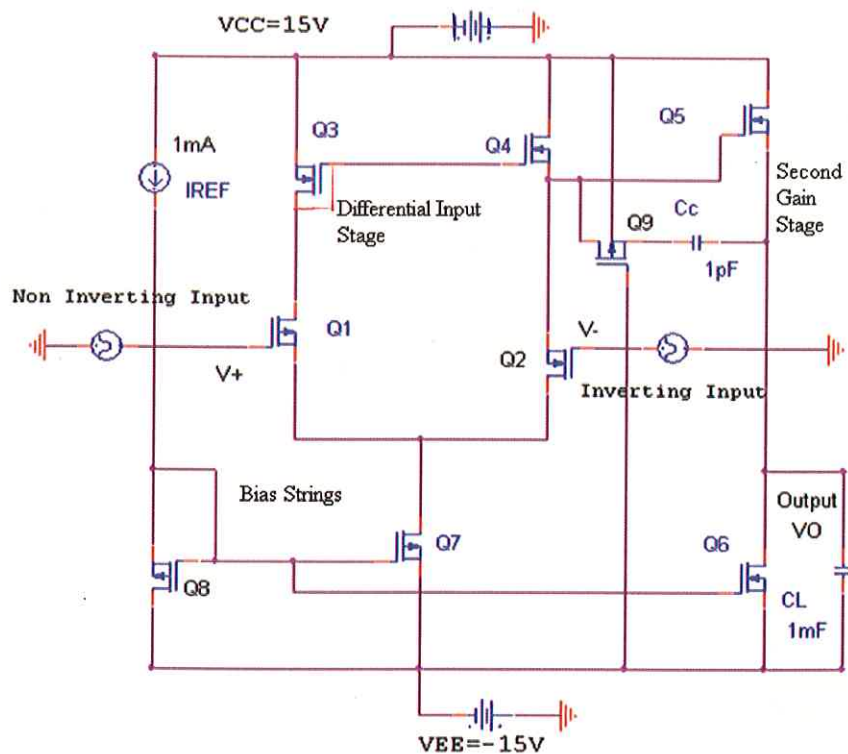 VCC=15V
Q3
Q4
Q5
1mA
IREF
Differential Input
Stage
Second
Gain
Stage
Cc
Q9
1pF
Non Inverting Input
Q1
V+
V-
Q2
Inverting Input
Bias Strings
Q7
Q8
Output
VO
Q6
CL
1mF
VEE=-15V